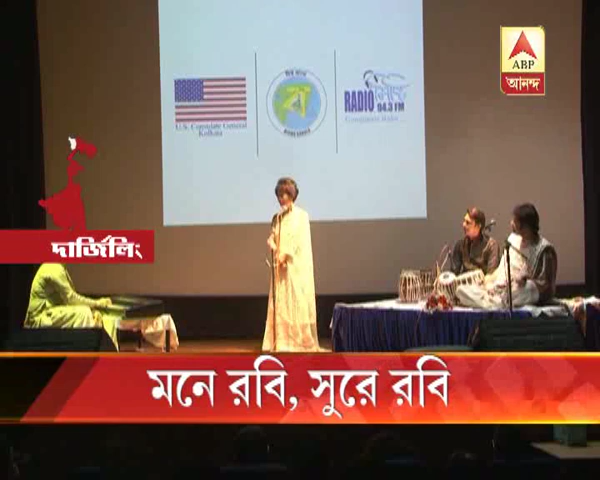 ABP
আনন্দ
U.S. Consulate General
Kolkata
RADIO
94.3 FM
দার্জিলিং
মনে রবি, সুরে রবি